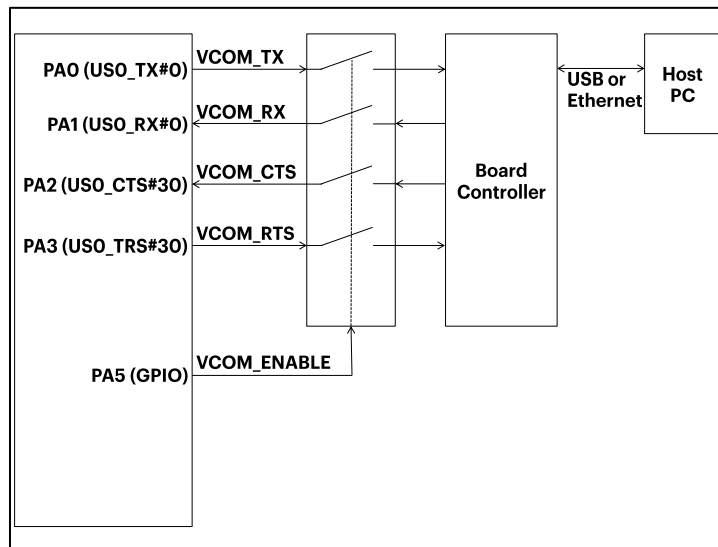 PA0 (US0_TX#0)
VCOM_TX
PA1 (US0_RX#0)
VCOM_RX
PA2 (US0_CTS#30)
VCOM_CTS
PA3 (US0_TRS#30)
VCOM_RTS
PA5 (GPIO)
VCOM_ENABLE
Board
Controller
USB or
Ethernet
Host
PC